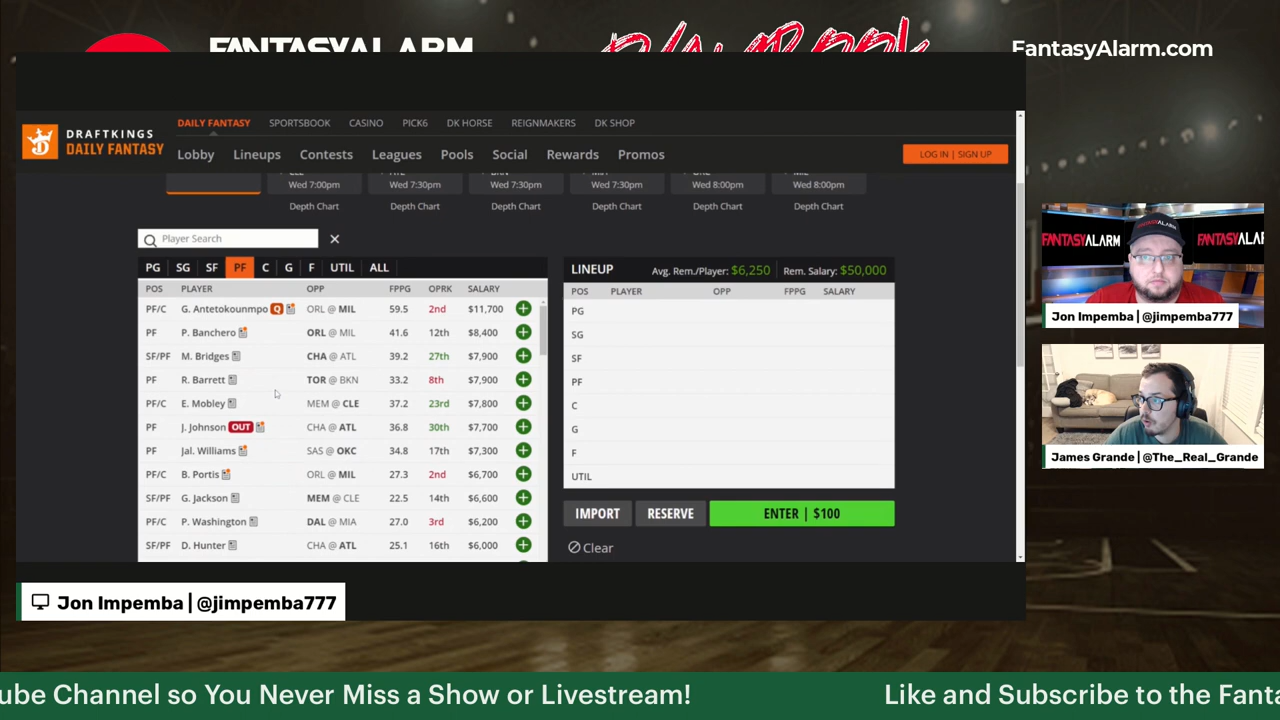 FANTASYALARM
PLAYBOOK
FantasyAlarm.com
DRAFTKINGS
DAILY FANTASY
DAILY FANTASY SPORTSBOOK CASINO PICK6 DK HORSE REIGNMAKERS DK SHOP
Lobby Lineups Contests Leagues Pools Social Rewards Promos
LOG IN | SIGN UP
Wed 7:00pm Wed 7:30pm Wed 7:30pm Wed 7:30pm Wed 8:00pm Wed 8:00pm
Depth Chart Depth Chart Depth Chart Depth Chart Depth Chart Depth Chart
Player Search
PG SG SF PF C G F UTIL ALL
POS PLAYER OPP FPPG OPRK SALARY
PF/C G. Antetokounmpo Q ORL @ MIL 59.5 2nd $11,700
PF P. Banchero ORL @ MIL 41.6 12th $8,400
SF/PF M. Bridges CHA @ ATL 39.2 27th $7,900
PF R. Barrett TOR @ BKN 33.2 8th $7,900
PF/C E. Mobley MEM @ CLE 37.2 23rd $7,800
PF J. Johnson OUT CHA @ ATL 36.8 30th $7,700
PF Jal. Williams SAS @ OKC 34.8 17th $7,300
PF/C B. Portis ORL @ MIL 27.3 2nd $6,700
SF/PF G. Jackson MEM @ CLE 22.5 14th $6,600
PF/C P. Washington DAL @ MIA 27.0 3rd $6,200
SF/PF D. Hunter CHA @ ATL 25.1 16th $6,000
LINEUP Avg. Rem./Player: $6,250 Rem. Salary: $50,000
POS PLAYER OPP FPPG SALARY
PG
SG
SF
PF
C
G
F
UTIL
IMPORT RESERVE ENTER | $100
Clear
FANTASYALARM
Jon Impemba | @jimpemba777
James Grande | @The_Real_Grande
Jon Impemba | @jimpemba777
ube Channel so You Never Miss a Show or Livestream! Like and Subscribe to the Fanta